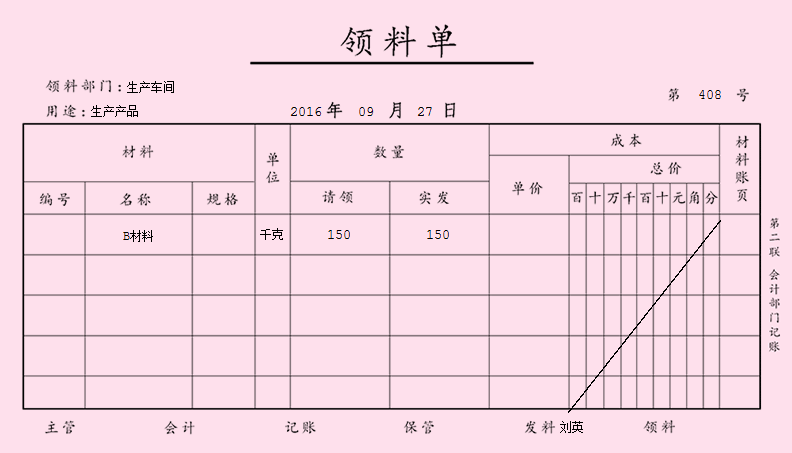 领料单
领料部门：生产车间
第 408 号
用途：生产产品
2016年 09 月 27 日
材料 单位 数量 成本 材料账页
单价 总价
编号 名称 规格 请领 实发 百 十 万 千 百 十 元 角 分
B材料 千克 150 150
第二联 会计部门记账
主管 会计 记账 保管 发料 刘英 领料